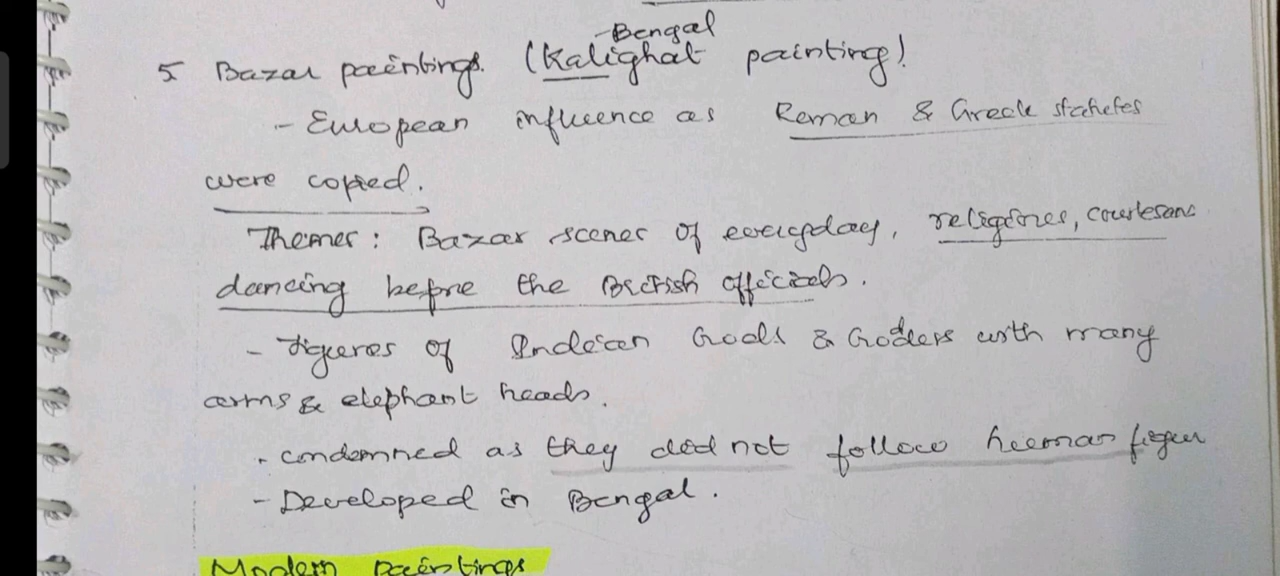 Bengal
5 Bazar paintings. (Kalighat painting)
- European influence as Roman & Greek statutes
were copied.
Themes: Bazar scenes of everyday, religious, courtesans
dancing before the British officials.
- Figures of Indian Gods & Goddess with many
arms & elephant heads.
. condemned as they did not follow human figur
- Developed in Bengal.
Modern paintings